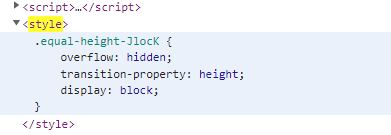 <script>…</script>
<style>
.equal-height-JlocK {
overflow: hidden;
transition-property: height;
display: block;
}
</style>